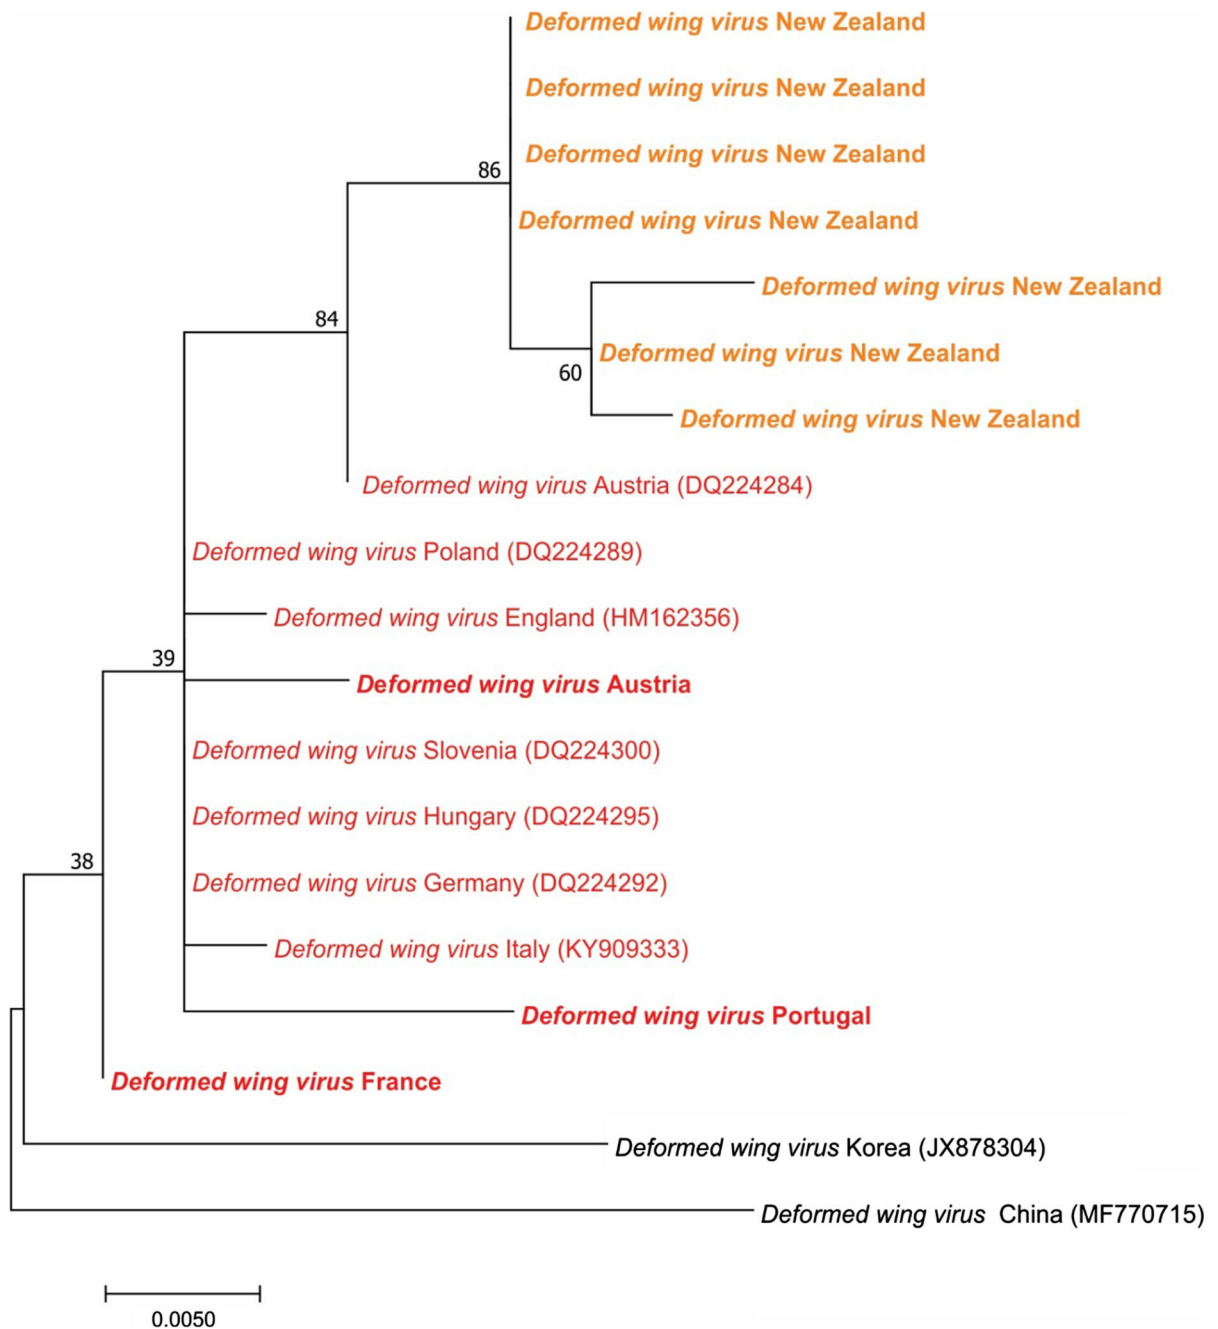 Deformed wing virus New Zealand
Deformed wing virus New Zealand
Deformed wing virus New Zealand
86
Deformed wing virus New Zealand
Deformed wing virus New Zealand
84
Deformed wing virus New Zealand
60
Deformed wing virus New Zealand
Deformed wing virus Austria (DQ224284)
Deformed wing virus Poland (DQ224289)
Deformed wing virus England (HM162356)
39
Deformed wing virus Austria
Deformed wing virus Slovenia (DQ224300)
Deformed wing virus Hungary (DQ224295)
38
Deformed wing virus Germany (DQ224292)
Deformed wing virus Italy (KY909333)
Deformed wing virus Portugal
Deformed wing virus France
Deformed wing virus Korea (JX878304)
Deformed wing virus China (MF770715)
0.0050